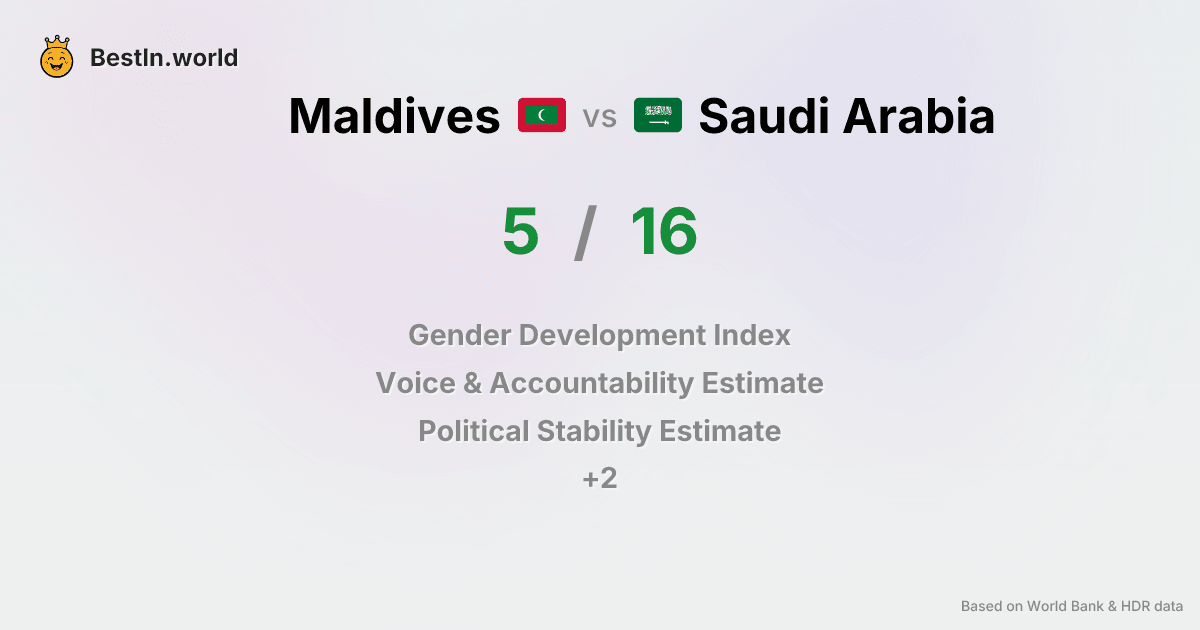 BestIn.world
Maldives vs Saudi Arabia
5 / 16
Gender Development Index
Voice & Accountability Estimate
Political Stability Estimate
+2
Based on World Bank & HDR data